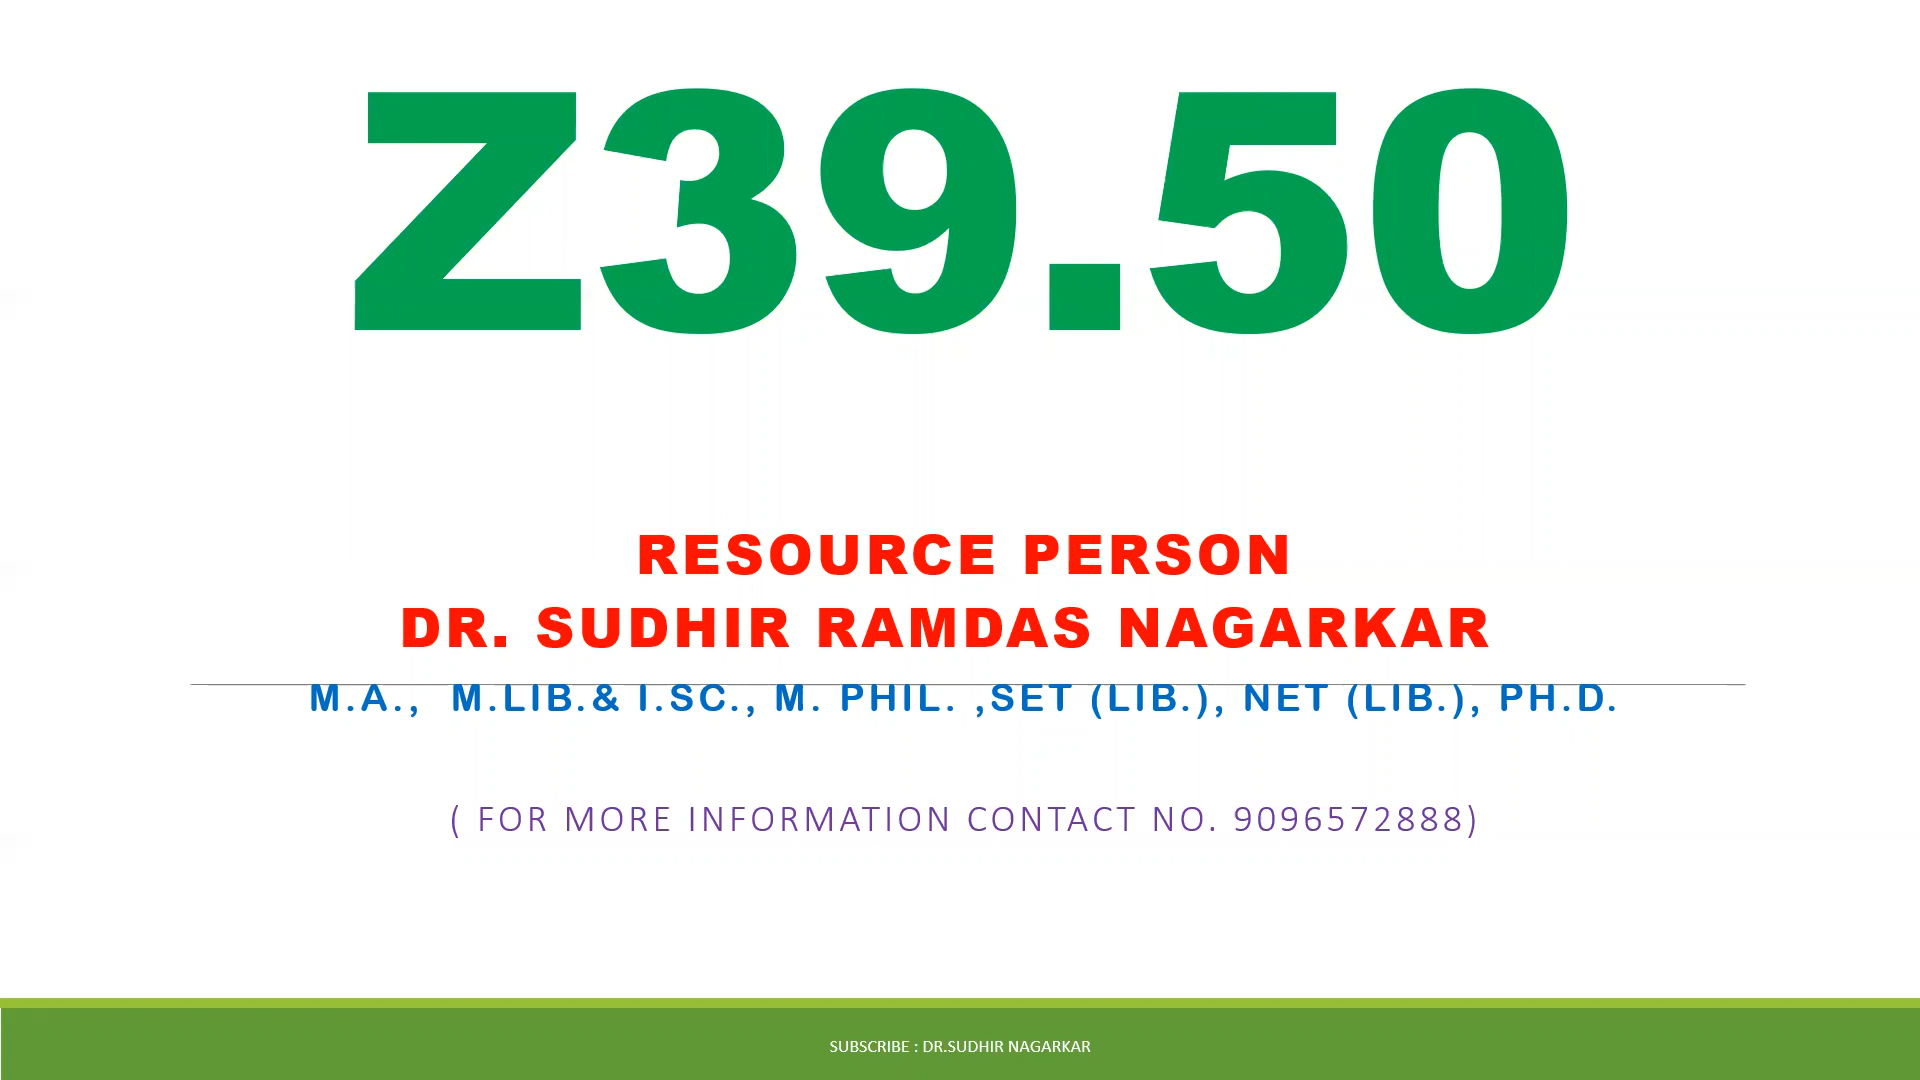 Z39.50
RESOURCE PERSON
DR. SUDHIR RAMDAS NAGARKAR
M.A., M.LIB.& I.SC., M. PHIL. ,SET (LIB.), NET (LIB.), PH.D.
( FOR MORE INFORMATION CONTACT NO. 9096572888)
SUBSCRIBE : DR.SUDHIR NAGARKAR